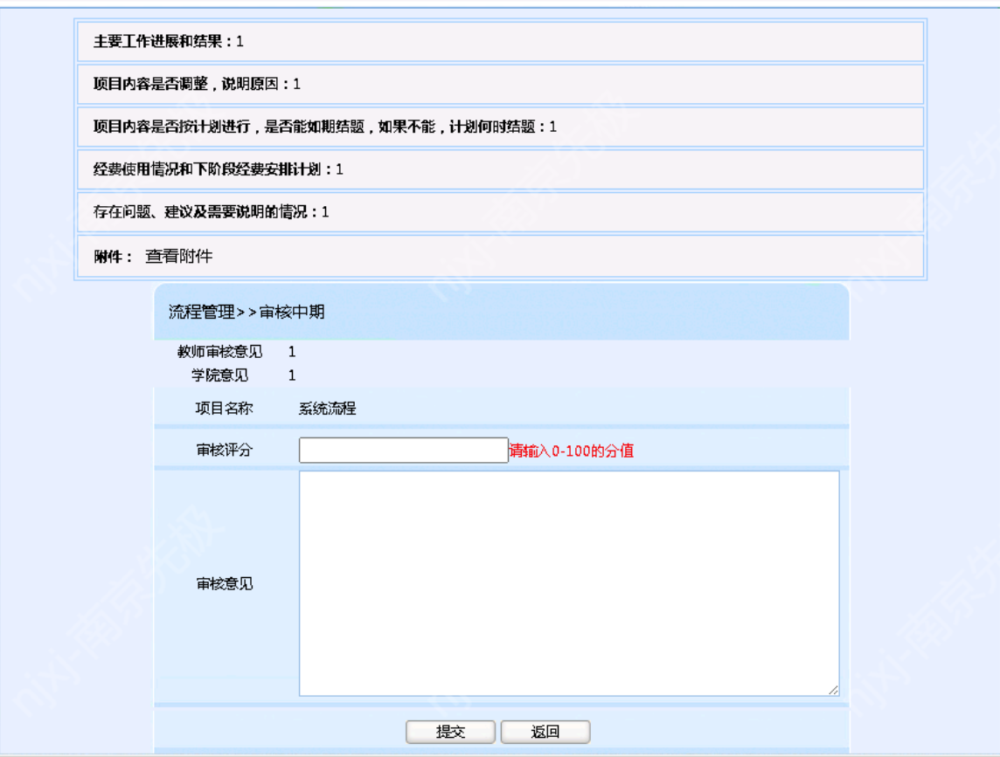 主要工作进展和结果：1
项目内容是否调整，说明原因：1
项目内容是否按计划进行，是否能如期结题，如果不能，计划何时结题：1
经费使用情况和下阶段经费安排计划：1
存在问题、建议及需要说明的情况：1
附件： 查看附件
流程管理>>审核中期
教师审核意见 1
学院意见 1
项目名称 系统流程
审核评分 请输入0-100的分值
审核意见
提交 返回
njxj-南京先极